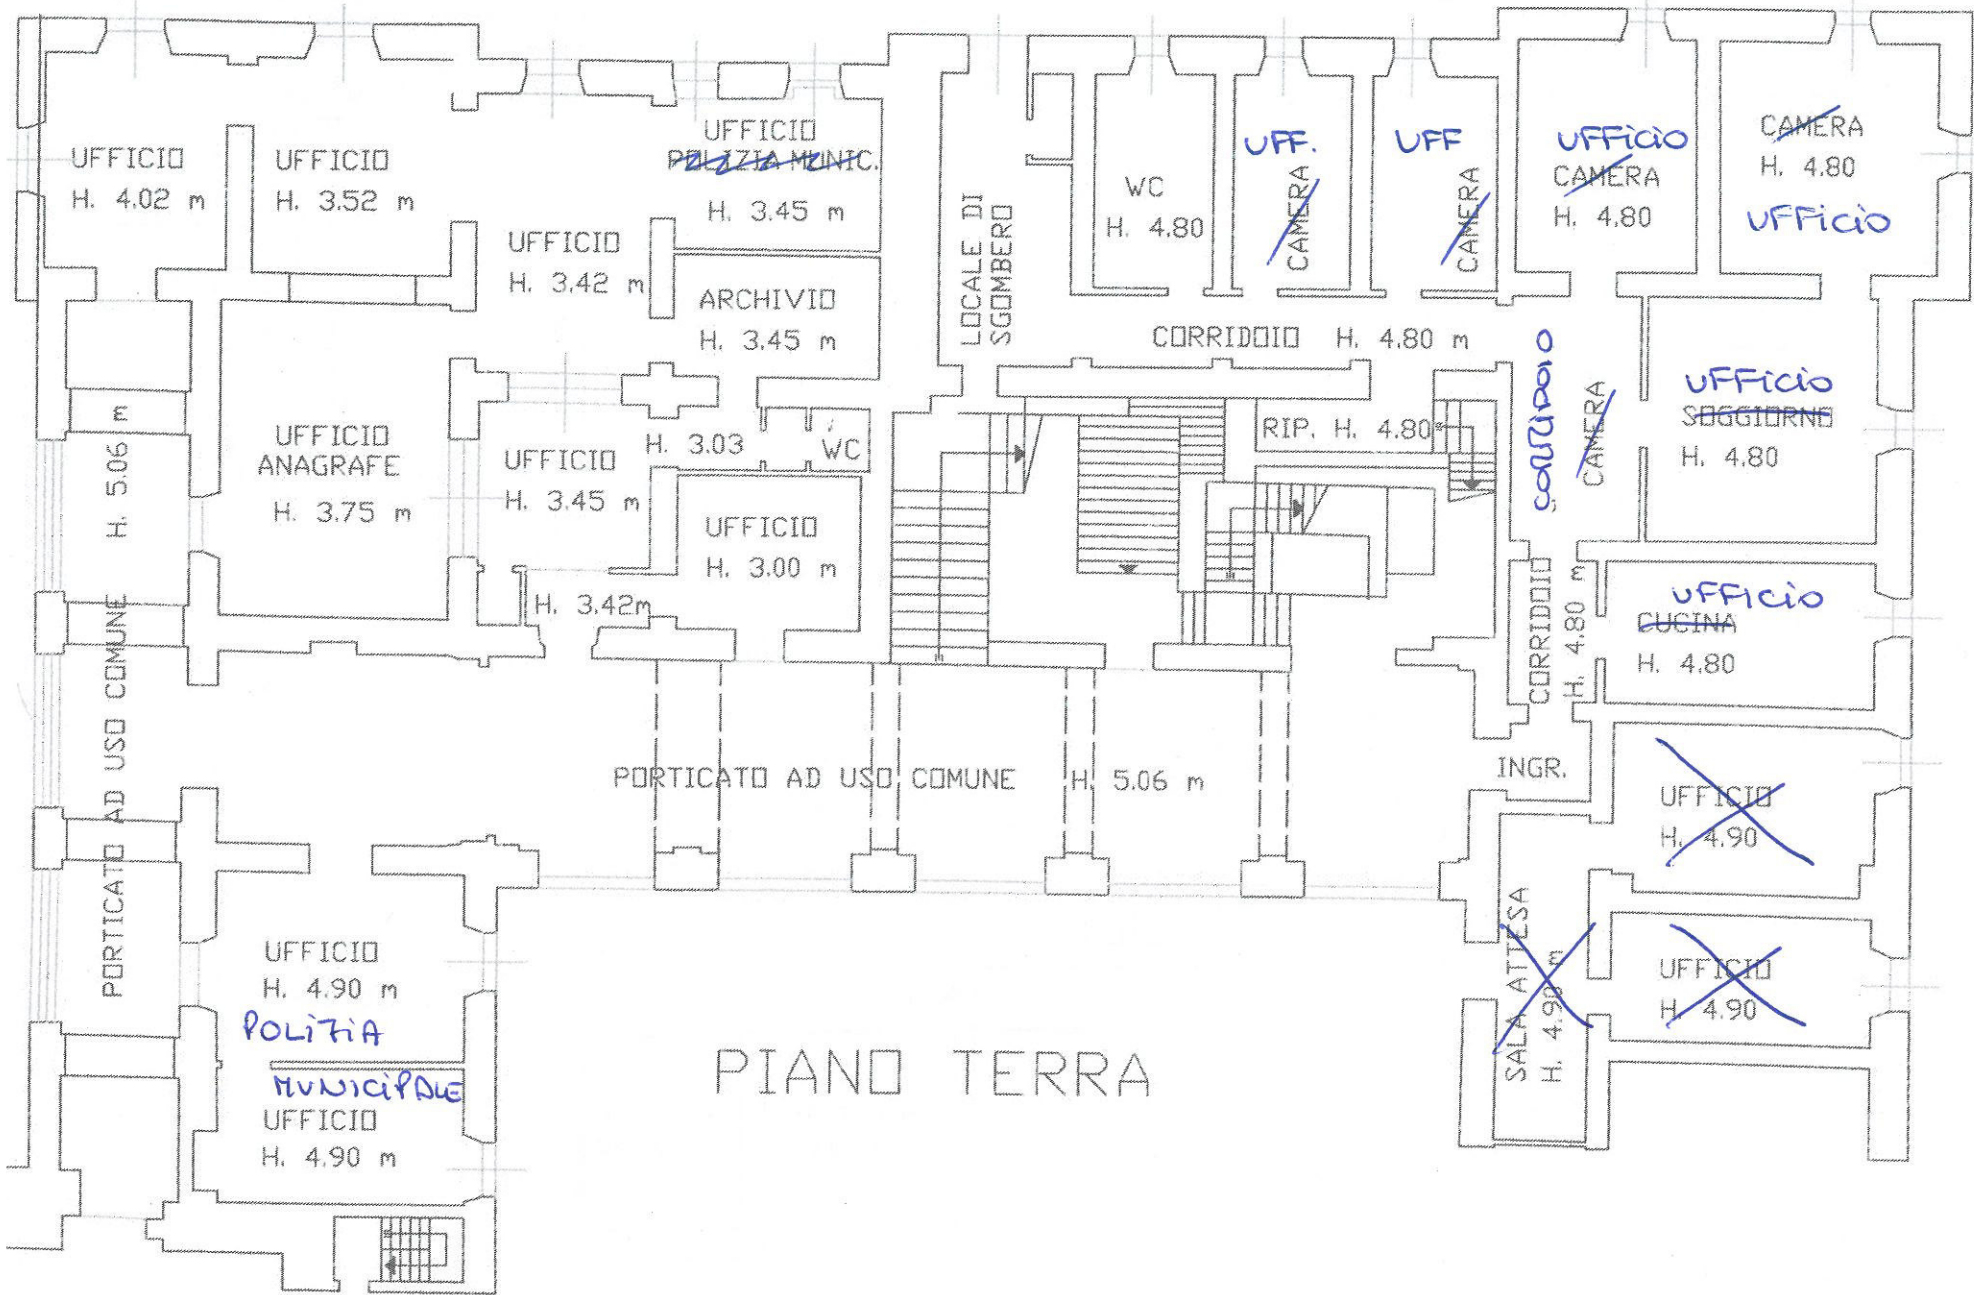 UFFICIO
H. 4.02 m
UFFICIO
H. 3.52 m
UFFICIO
POLIZIA MUNIC.
H. 3.45 m
UFFICIO
H. 3.42 m
ARCHIVIO
H. 3.45 m
LOCALE DI
SGOMBERO
WC
H. 4.80
UFF.
CAMERA
UFF
CAMERA
UFFICIO
CAMERA
H. 4.80
CAMERA
H. 4.80
UFFICIO
CORRIDOIO H. 4.80 m
CORRIDOIO
CAMERA
UFFICIO
SOGGIORNO
H. 4.80
UFFICIO
ANAGRAFE
H. 3.75 m
UFFICIO
H. 3.45 m
H. 3.03
WC
RIP. H. 4.80
UFFICIO
H. 3.00 m
H. 3.42m
CORRIDOIO
H. 4.80 m
UFFICIO
CUCINA
H. 4.80
PORTICATO AD USO COMUNE H. 5.06 m
PORTICATO AD USO COMUNE H. 5.06 m
INGR.
UFFICIO
H. 4.90
SALA ATTESA
H. 4.90 m
UFFICIO
H. 4.90
UFFICIO
H. 4.90 m
POLIZIA
MUNICIPALE
UFFICIO
H. 4.90 m
PIANO TERRA